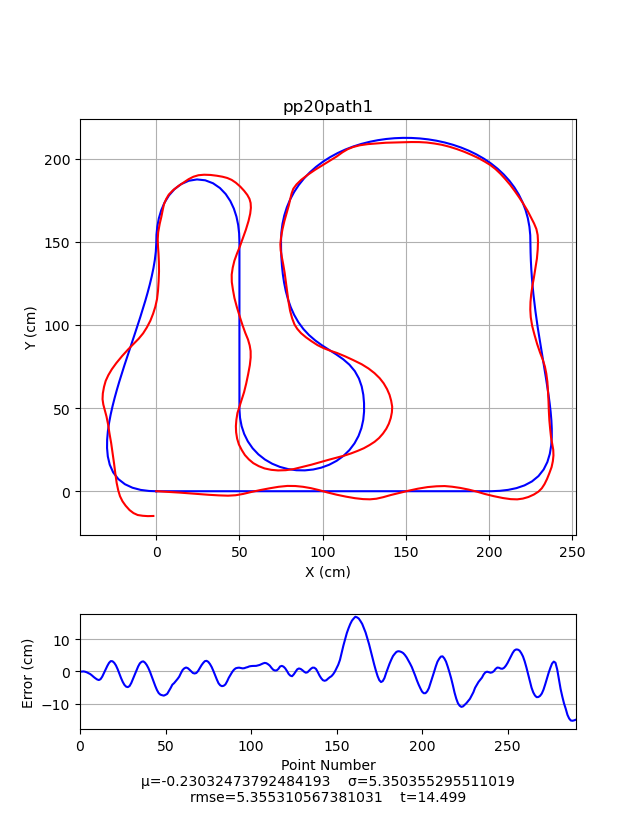 pp20path1
200
150
100
50
0
Y (cm)
0 50 100 150 200 250
X (cm)
10
0
−10
Error (cm)
0 50 100 150 200 250
Point Number
μ=-0.23032473792484193 σ=5.350355295511019
rmse=5.355310567381031 t=14.499